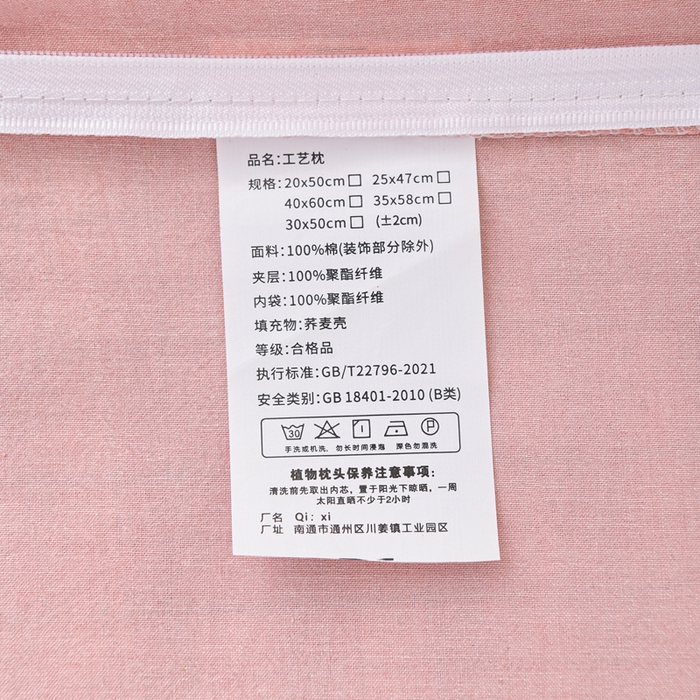 品名:工艺枕
规格:20x50cm□ 25x47cm□
40x60cm□ 35x58cm□
30x50cm□ (±2cm)
面料:100%棉(装饰部分除外)
夹层:100%聚酯纤维
内袋:100%聚酯纤维
填充物:荞麦壳
等级:合格品
执行标准:GB/T22796-2021
安全类别:GB 18401-2010 (B类)
30
手洗或机洗, 勿长时间浸泡 深色勿混洗
植物枕头保养注意事项:
清洗前先取出内芯，置于阳光下晾晒，一周
太阳直晒不少于2小时
厂名 Qi; xi
厂址 南通市通州区川姜镇工业园区